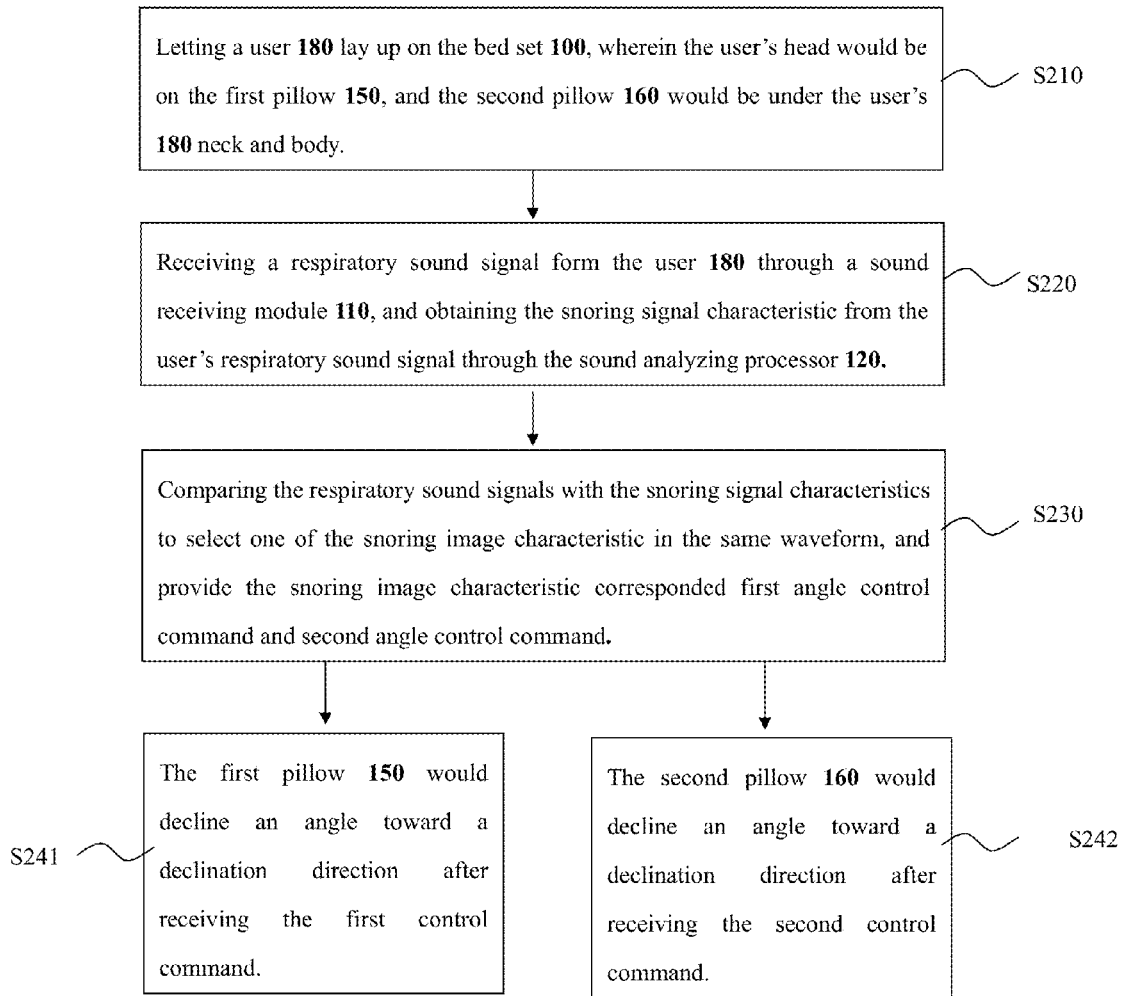 Letting a user 180 lay up on the bed set 100, wherein the user's head would be
on the first pillow 150, and the second pillow 160 would be under the user's
180 neck and body.
S210
Receiving a respiratory sound signal form the user 180 through a sound
receiving module 110, and obtaining the snoring signal characteristic from the
user's respiratory sound signal through the sound analyzing processor 120.
S220
Comparing the respiratory sound signals with the snoring signal characteristics
to select one of the snoring image characteristic in the same waveform, and
provide the snoring image characteristic corresponded first angle control
command and second angle control command.
S230
The first pillow 150 would
decline an angle toward a
declination direction after
receiving the first control
command.
S241
The second pillow 160 would
decline an angle toward a
declination direction after
receiving the second control
command.
S242